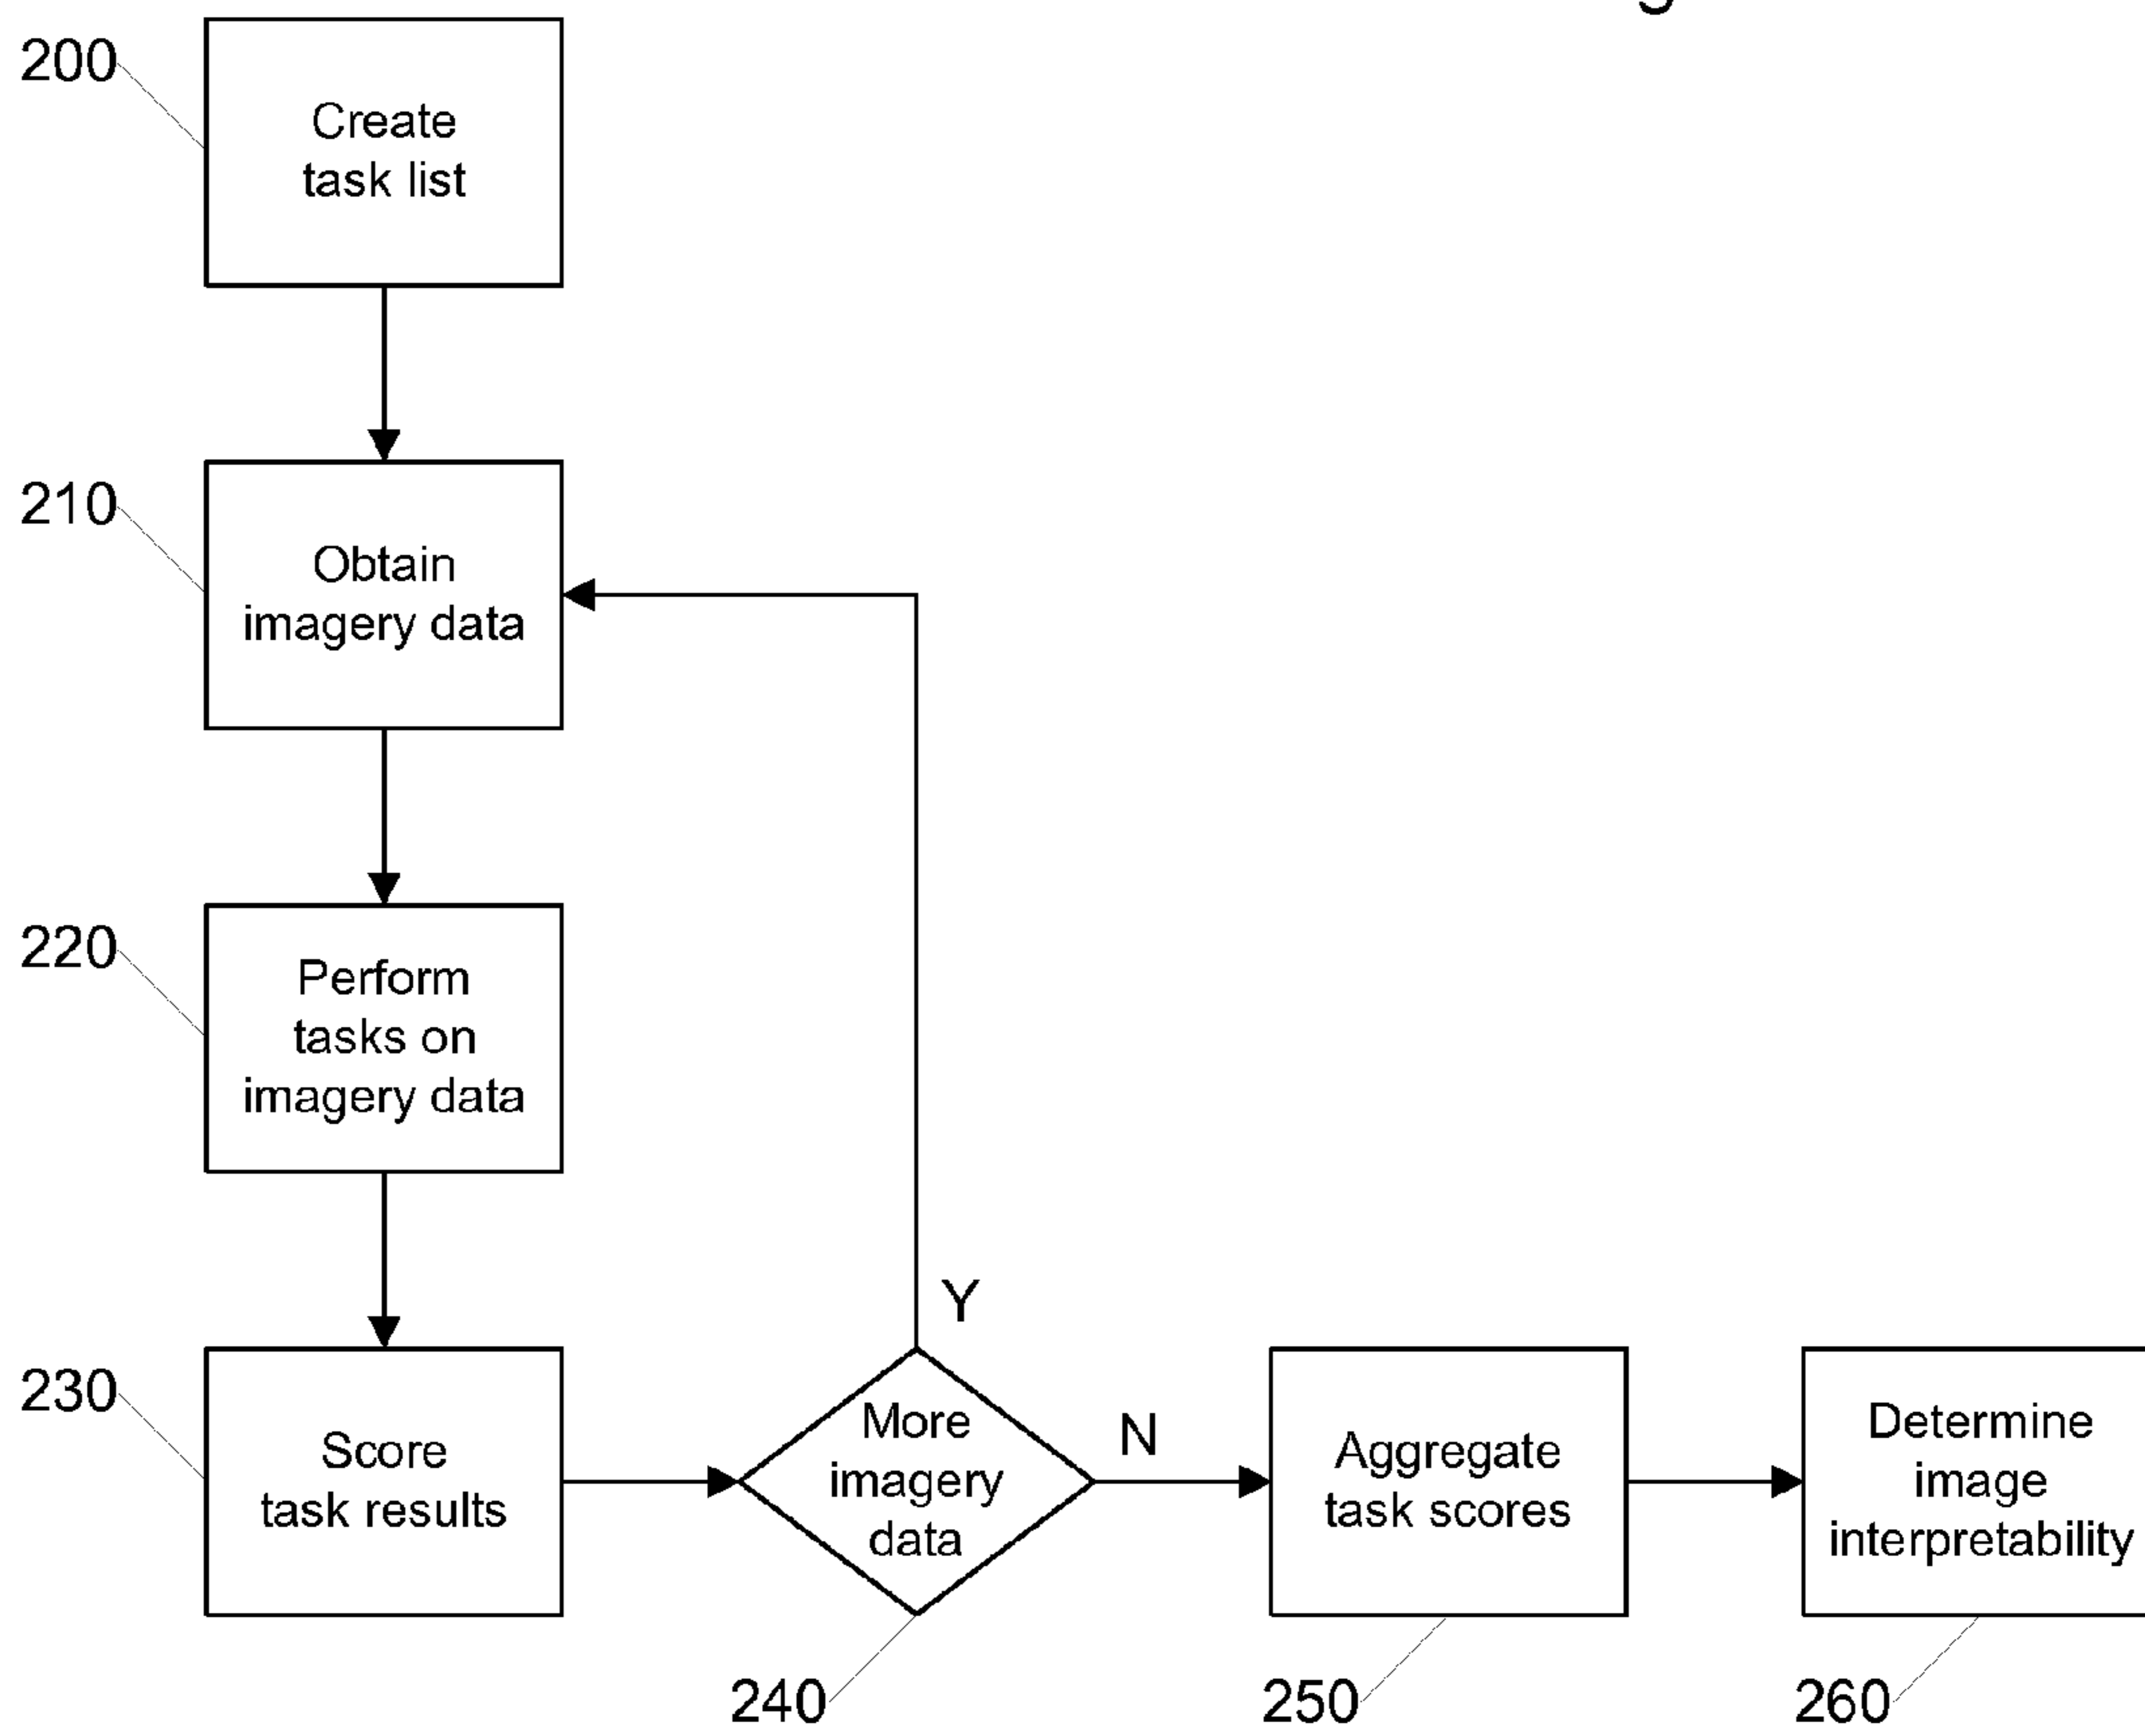 200
Create
task list
210
Obtain
imagery data
220
Perform
tasks on
imagery data
230
Score
task results
Y
More
imagery
data
N
240
Aggregate
task scores
250
Determine
image
interpretability
260